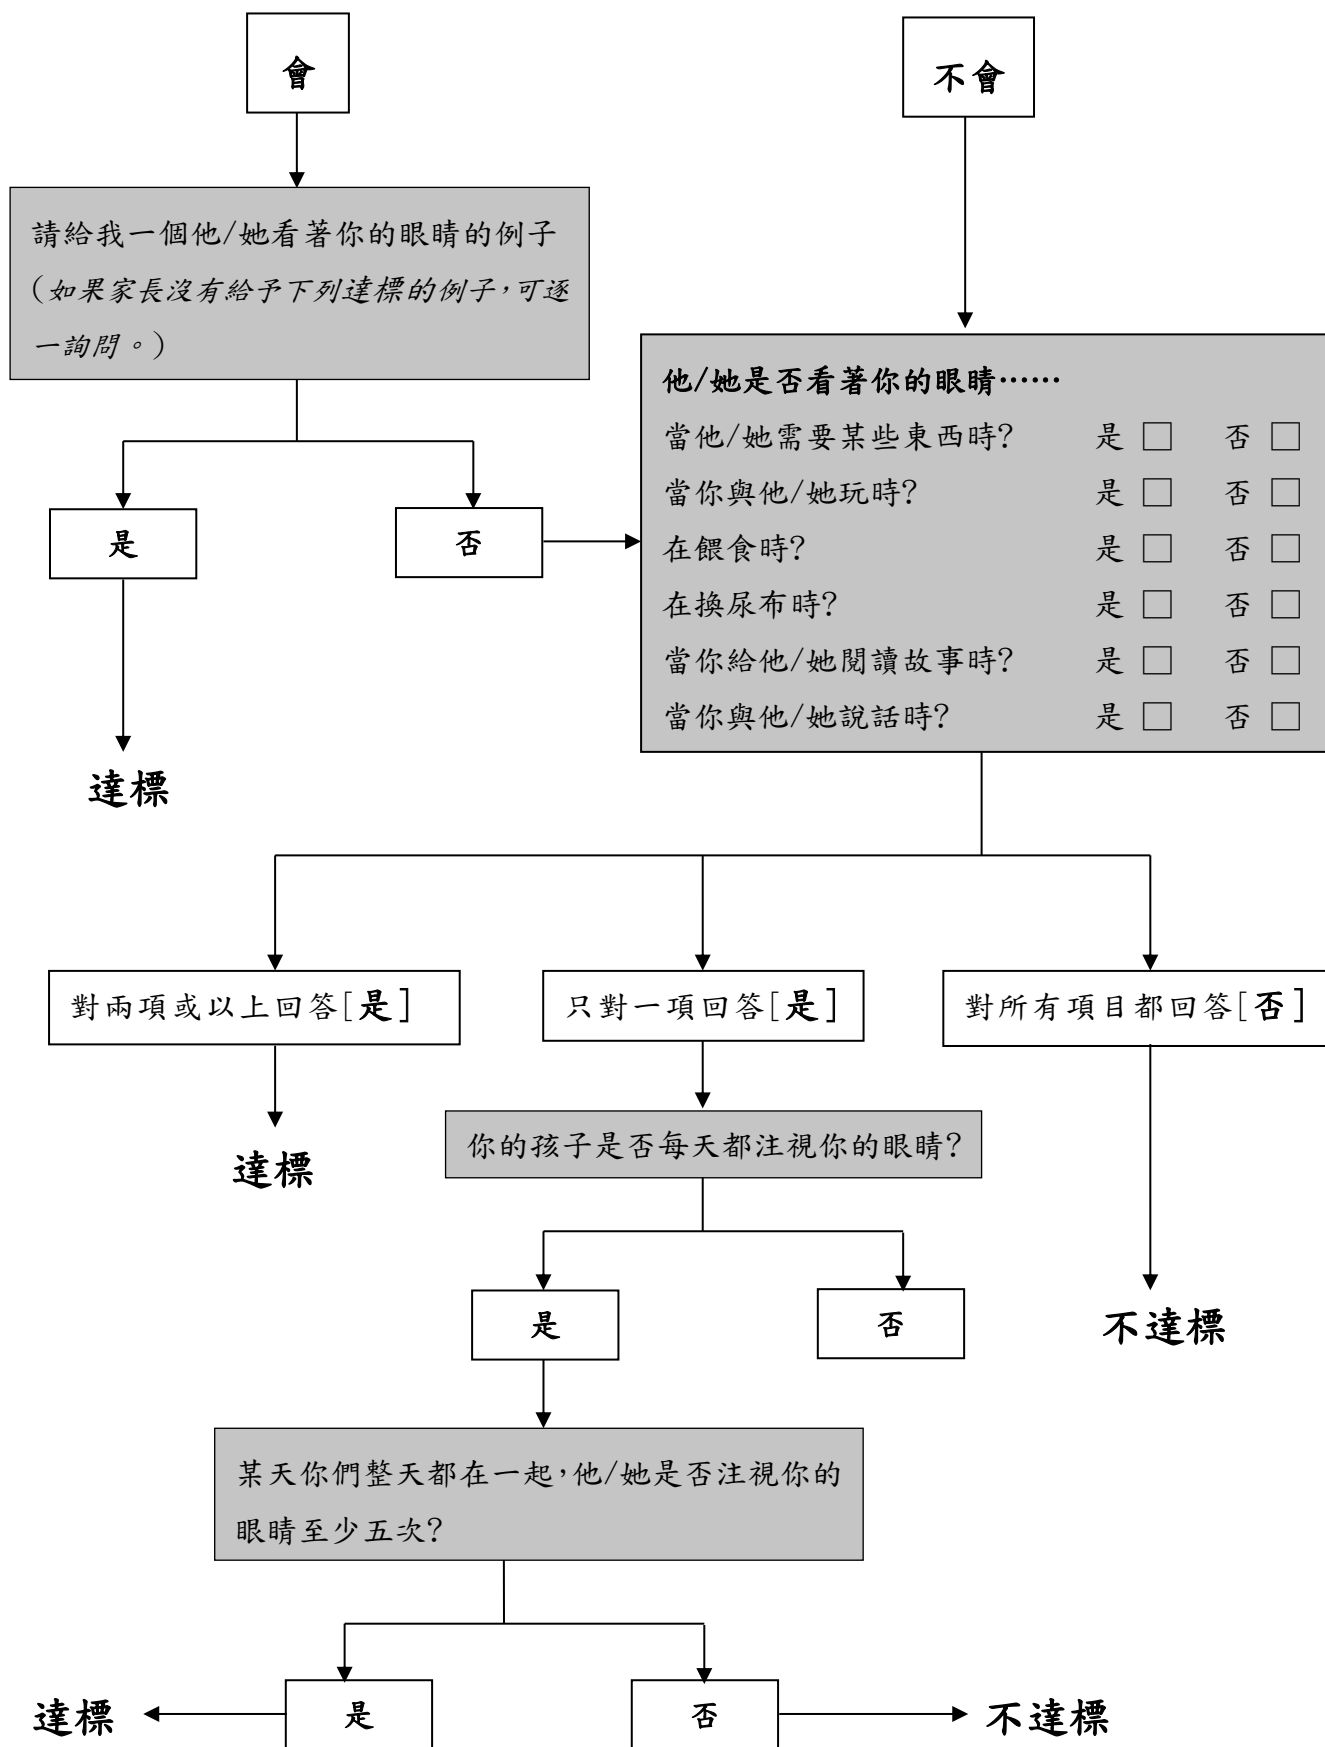 會
不會
請給我一個他/她看著你的眼睛的例子
(如果家長沒有給予下列達標的例子,可逐
一詢問。)
他/她是否看著你的眼睛……
當他/她需要某些東西時? 是 □ 否 □
當你與他/她玩時? 是 □ 否 □
在餵食時? 是 □ 否 □
在換尿布時? 是 □ 否 □
當你給他/她閱讀故事時? 是 □ 否 □
當你與他/她說話時? 是 □ 否 □
是
否
達標
對兩項或以上回答[是]
只對一項回答[是]
對所有項目都回答[否]
達標
你的孩子是否每天都注視你的眼睛?
是
否
不達標
某天你們整天都在一起,他/她是否注視你的
眼睛至少五次?
達標
是
否
不達標